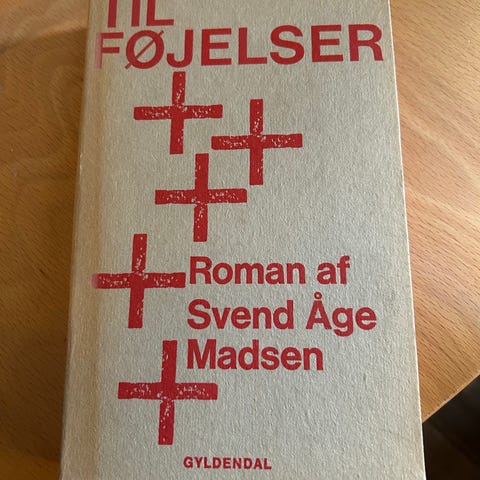 TIL
FØJELSER
Roman af
Svend Åge
Madsen
GYLDENDAL